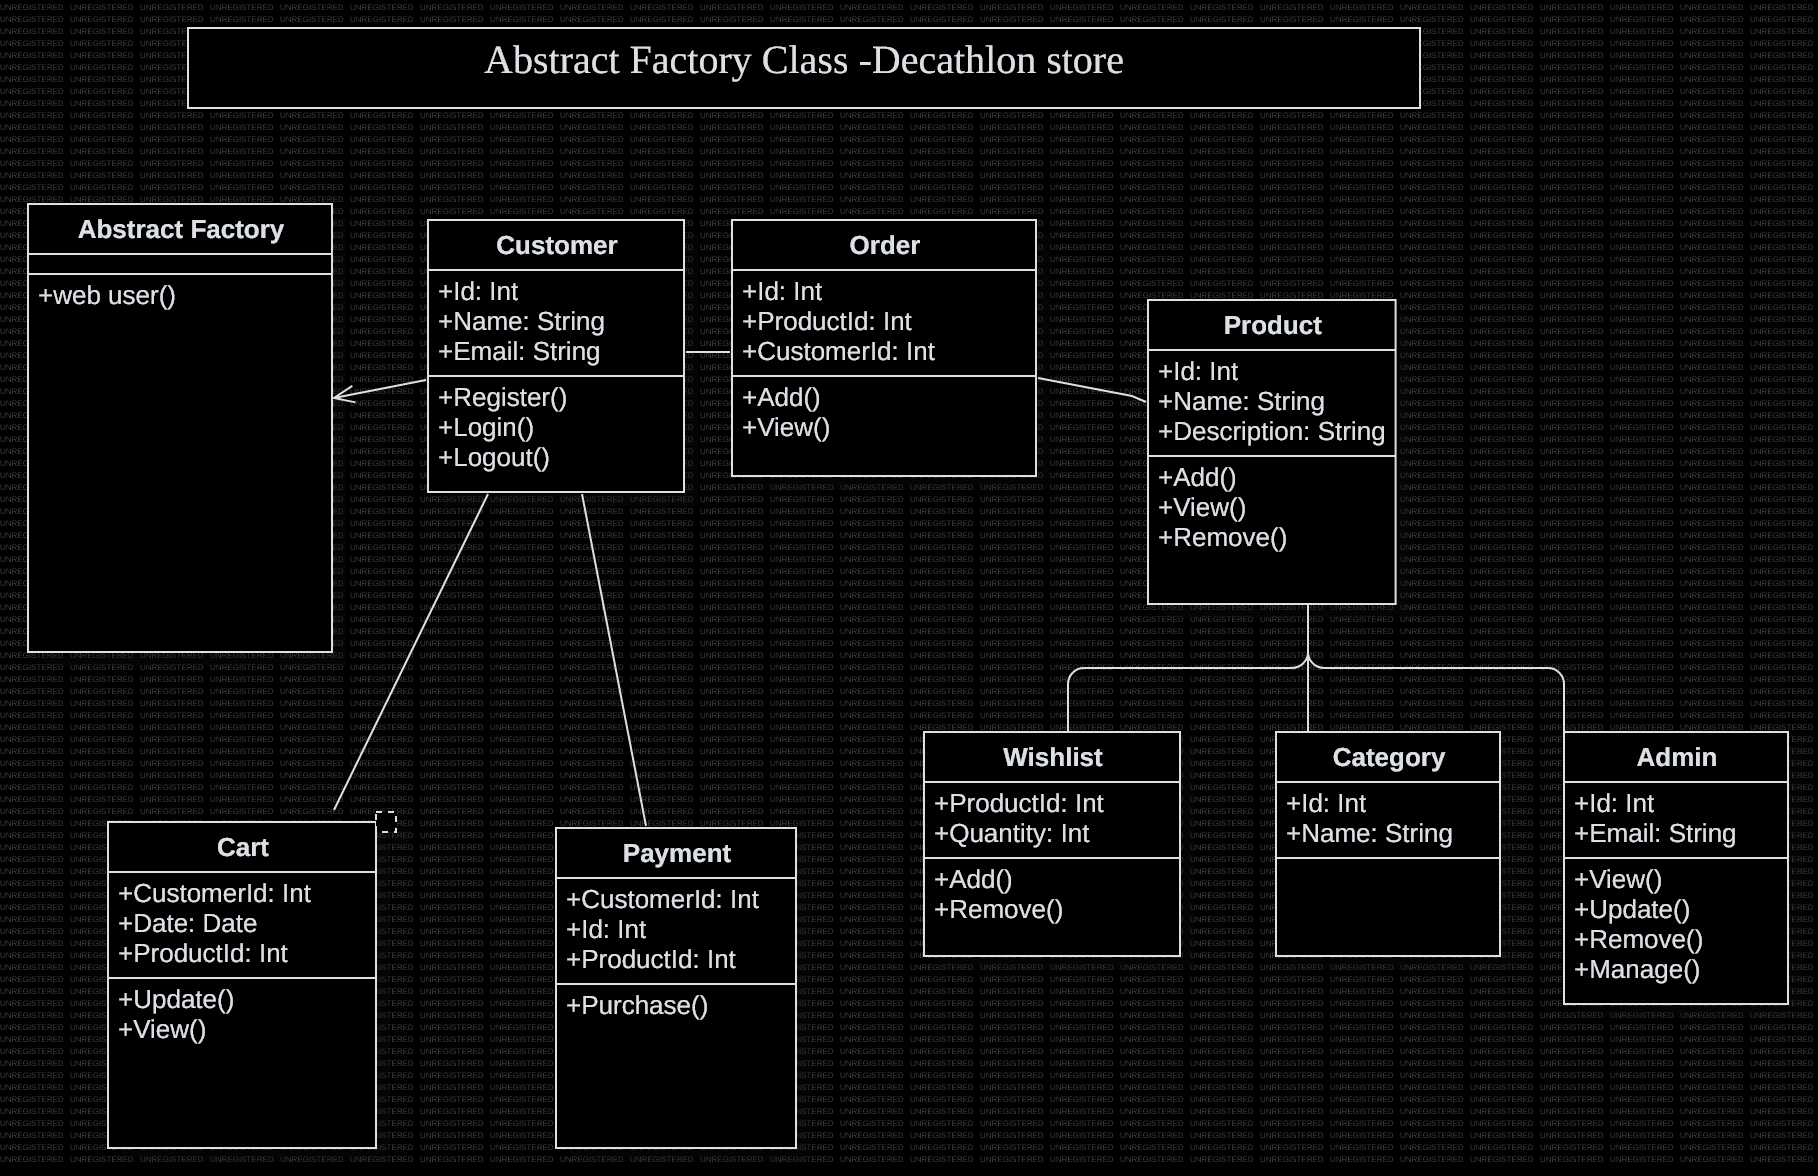 Abstract Factory Class -Decathlon store
Abstract Factory
+web user()
Customer
+Id: Int
+Name: String
+Email: String
+Register()
+Login()
+Logout()
Order
+Id: Int
+ProductId: Int
+CustomerId: Int
+Add()
+View()
Product
+Id: Int
+Name: String
+Description: String
+Add()
+View()
+Remove()
Cart
+CustomerId: Int
+Date: Date
+ProductId: Int
+Update()
+View()
Payment
+CustomerId: Int
+Id: Int
+ProductId: Int
+Purchase()
Wishlist
+ProductId: Int
+Quantity: Int
+Add()
+Remove()
Category
+Id: Int
+Name: String
Admin
+Id: Int
+Email: String
+View()
+Update()
+Remove()
+Manage()
UNREGISTERED